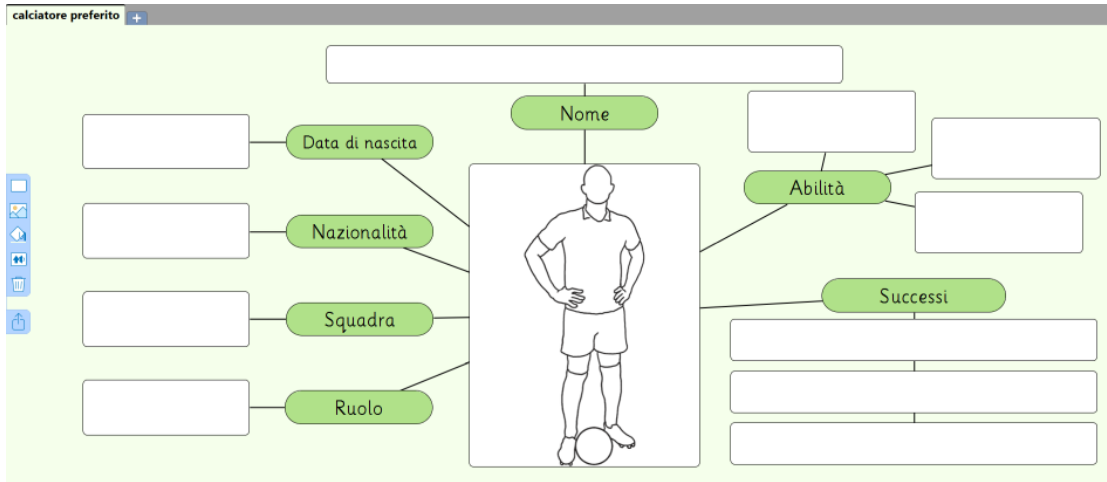 calciatore preferito
Nome
Data di nascita
Abilità
Nazionalità
Successi
Squadra
Ruolo